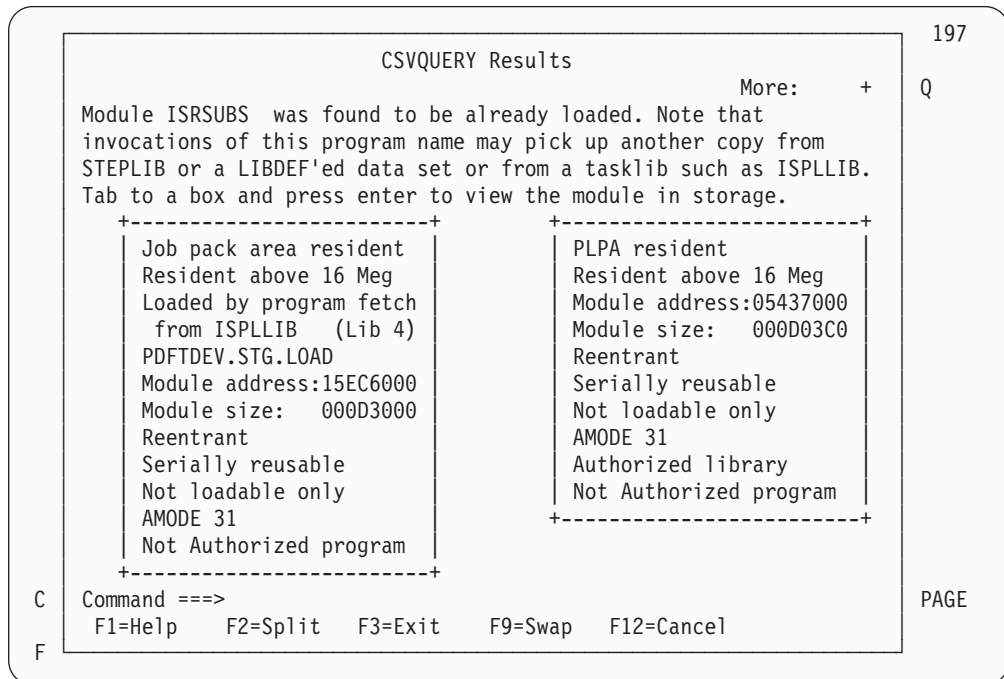 197
CSVQUERY Results
More:     +
Q
Module ISRSUBS  was found to be already loaded. Note that
invocations of this program name may pick up another copy from
STEPLIB or a LIBDEF'ed data set or from a tasklib such as ISPLLIB.
Tab to a box and press enter to view the module in storage.
+-------------------------+
| Job pack area resident  |
| Resident above 16 Meg   |
| Loaded by program fetch |
|  from ISPLLIB   (Lib 4) |
| PDFTDEV.STG.LOAD        |
| Module address:15EC6000 |
| Module size:   000D3000 |
| Reentrant               |
| Serially reusable       |
| Not loadable only       |
| AMODE 31                |
| Not Authorized program  |
+-------------------------+
+-------------------------+
| PLPA resident           |
| Resident above 16 Meg   |
| Module address:05437000 |
| Module size:   000D03C0 |
| Reentrant               |
| Serially reusable       |
| Not loadable only       |
| AMODE 31                |
| Authorized library      |
| Not Authorized program  |
+-------------------------+
C
Command ===>
PAGE
F1=Help     F2=Split   F3=Exit     F9=Swap    F12=Cancel
F